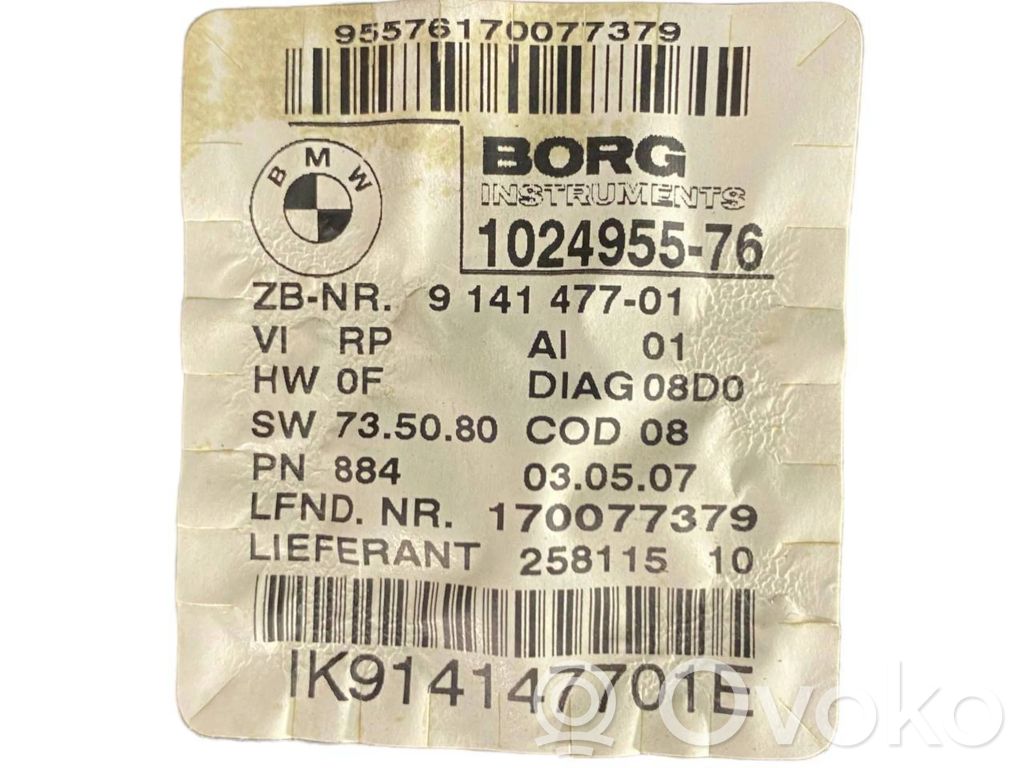 95576170077379
BMW
BORG
INSTRUMENTS
1024955-76
ZB-NR. 9 141 477-01
VI RP AI 01
HW 0F DIAG 08D0
SW 73.50.80 COD 08
PN 884 03.05.07
LFND. NR. 170077379
LIEFERANT 258115 10
IK914147701E
Ovoko